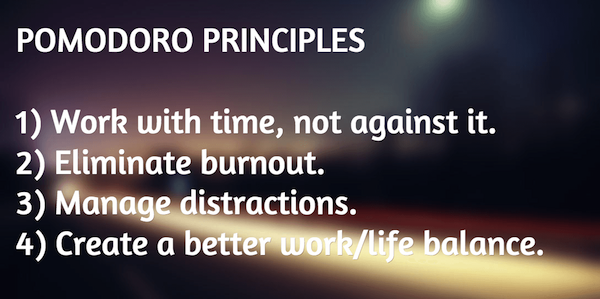 POMODORO PRINCIPLES
1) Work with time, not against it.
2) Eliminate burnout.
3) Manage distractions.
4) Create a better work/life balance.